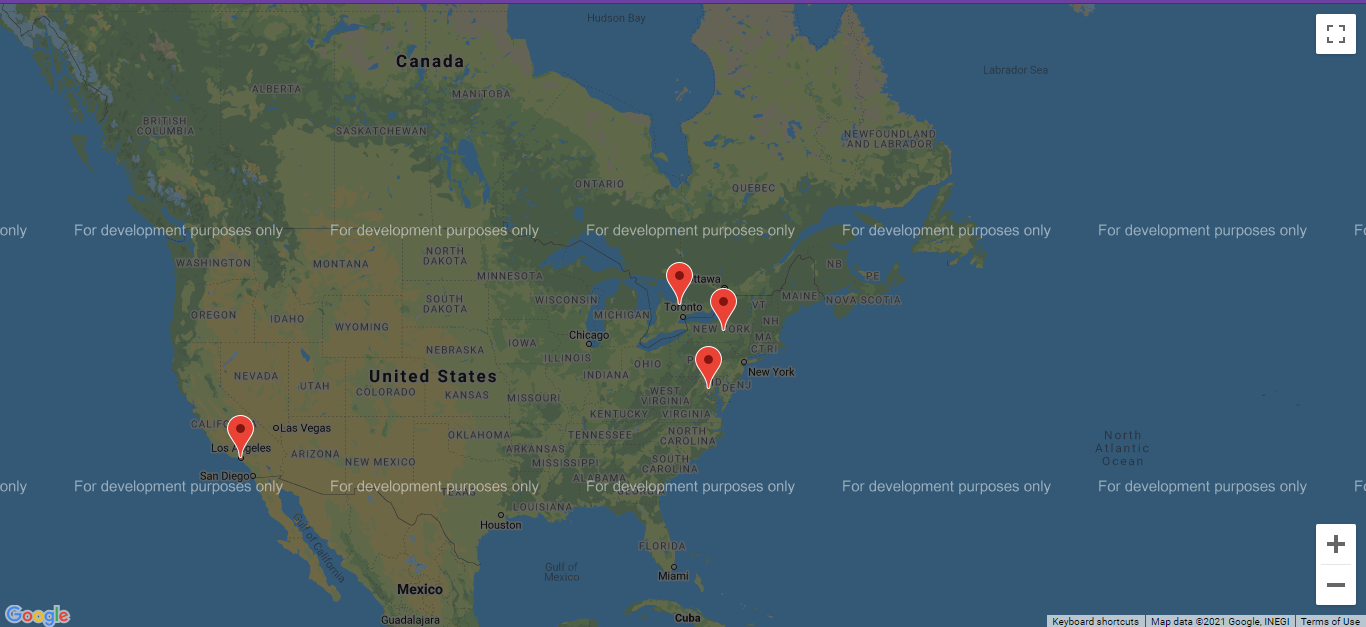 Hudson Bay
Canada
Labrador Sea
ALBERTA
MANITOBA
BRITISH
COLUMBIA
SASKATCHEWAN
NEWFOUNDLAND
AND LABRADOR
ONTARIO
QUEBEC
only
For development purposes only
For development purposes only
For development purposes only
For development purposes only
For development purposes only
Fo
WASHINGTON
MONTANA
NORTH
DAKOTA
MINNESOTA
ttawa
NB
PE
OREGON
IDAHO
SOUTH
DAKOTA
WISCONSIN
MICHIGAN
Toronto
VT
MAINE
NOVA SCOTIA
WYOMING
Chicago
NEW YORK
NH
MA
CT RI
IOWA
NEBRASKA
ILLINOIS
INDIANA
OHIO
P
New York
NEVADA
UTAH
United States
COLORADO
KANSAS
MISSOURI
WEST
VIRGINIA
D
DE
NJ
KENTUCKY
VIRGINIA
CALIF
Las Vegas
Los Angeles
ARIZONA
NEW MEXICO
OKLAHOMA
ARKANSAS
TENNESSEE
NORTH
CAROLINA
MISSISSIPPI
SOUTH
CAROLINA
North
Atlantic
Ocean
San Diego
ALABAMA
only
For development purposes only
For development purposes only
For development purposes only
For development purposes only
For development purposes only
Fo
TEXAS
GEORGIA
LOUISIANA
Houston
Gulf of California
FLORIDA
Gulf of
Mexico
Miami
Mexico
Guadalajara
Cuba
Google
Keyboard shortcuts
Map data ©2021 Google, INEGI
Terms of Use